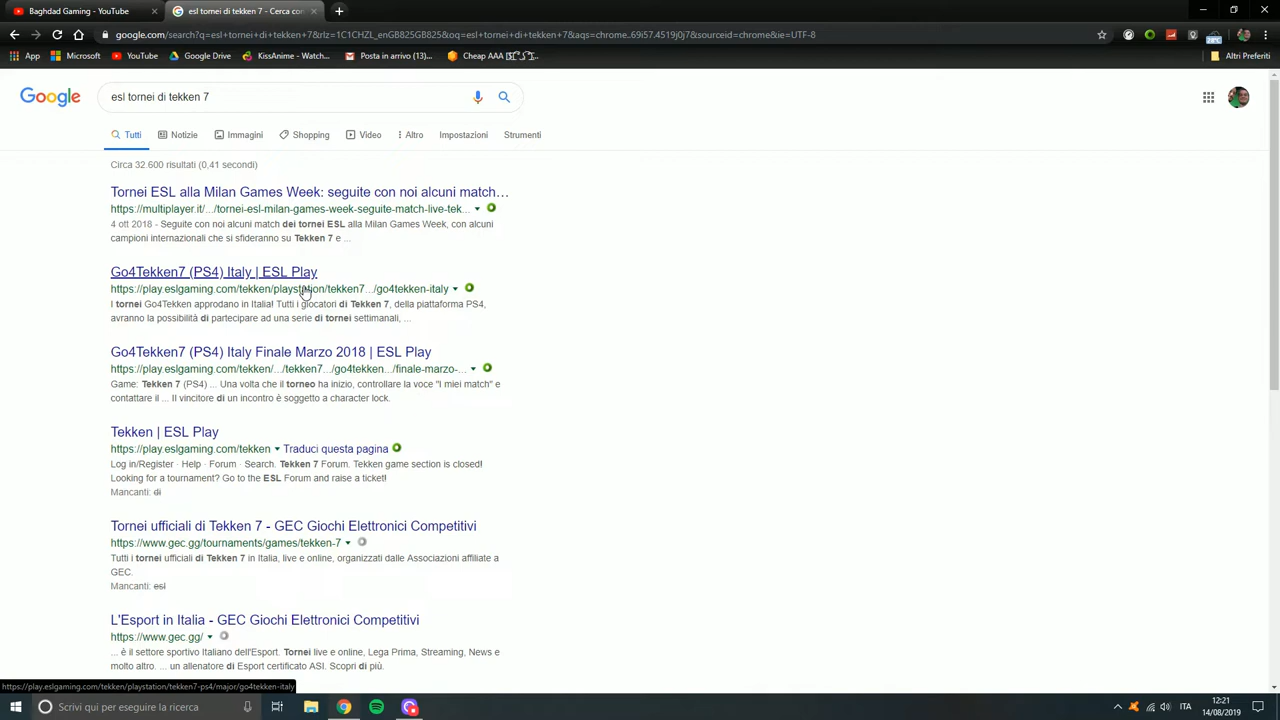 Baghdad Gaming - YouTube
esl tornei di tekken 7 - Cerca con
google.com/search?q=esl+tornei+di+tekken+7&rlz=1C1CHZL_enGB825GB825&oq=esl+tornei+di+tekken+7&aqs=chrome..69i57.4519j0j7&sourceid=chrome&ie=UTF-8
28°C
App
Microsoft
YouTube
Google Drive
KissAnime - Watch...
Posta in arrivo (13)...
Cheap AAA
Altri Preferiti
Google
esl tornei di tekken 7
Tutti
Notizie
Immagini
Shopping
Video
Altro
Impostazioni
Strumenti
Circa 32.600 risultati (0,41 secondi)
Tornei ESL alla Milan Games Week: seguite con noi alcuni match...
https://multiplayer.it/.../tornei-esl-milan-games-week-seguite-match-live-tek...
4 ott 2018 - Seguite con noi alcuni match dei tornei ESL alla Milan Games Week, con alcuni
campioni internazionali che si sfideranno su Tekken 7 e ...
Go4Tekken7 (PS4) Italy | ESL Play
https://play.eslgaming.com/tekken/playstation/tekken7.../go4tekken-italy
I tornei Go4Tekken approdano in Italia! Tutti i giocatori di Tekken 7, della piattaforma PS4,
avranno la possibilità di partecipare ad una serie di tornei settimanali, ...
Go4Tekken7 (PS4) Italy Finale Marzo 2018 | ESL Play
https://play.eslgaming.com/tekken/.../tekken7.../go4tekken.../finale-marzo-...
Game: Tekken 7 (PS4) ... Una volta che il torneo ha inizio, controllare la voce "I miei match" e
contattare il ... Il vincitore di un incontro è soggetto a character lock.
Tekken | ESL Play
https://play.eslgaming.com/tekken
Traduci questa pagina
Log in/Register · Help · Forum · Search. Tekken 7 Forum. Tekken game section is closed!
Looking for a tournament? Go to the ESL Forum and raise a ticket!
Mancanti: di
Tornei ufficiali di Tekken 7 - GEC Giochi Elettronici Competitivi
https://www.gec.gg/tournaments/games/tekken-7
Tutti i tornei ufficiali di Tekken 7 in Italia, live e online, organizzati dalle Associazioni affiliate a
GEC.
Mancanti: esl
L'Esport in Italia - GEC Giochi Elettronici Competitivi
https://www.gec.gg/
... è il settore sportivo Italiano dell'Esport. Tornei live e online, Lega Prima, Streaming, News e
molto altro. ... un allenatore di Esport certificato ASI. Scopri di più.
https://play.eslgaming.com/tekken/playstation/tekken7-ps4/major/go4tekken-italy
Scrivi qui per eseguire la ricerca
ITA
12:21
14/08/2019